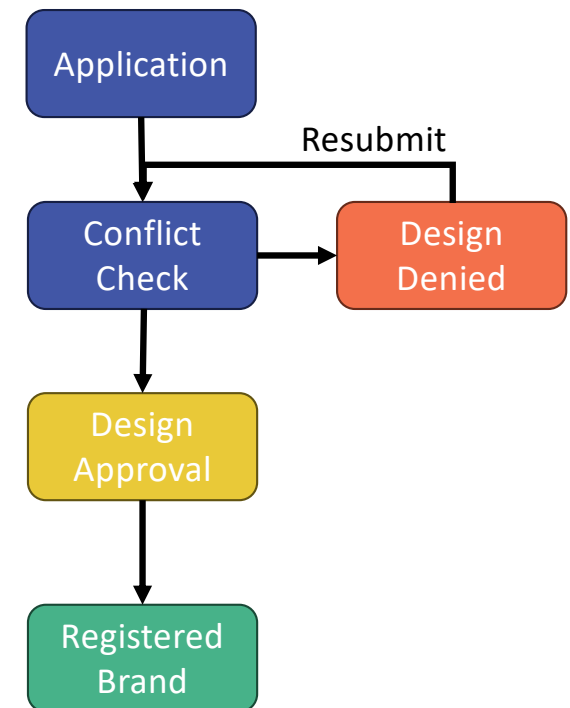 Application
Resubmit
Conflict
Check
Design
Denied
Design
Approval
Registered
Brand